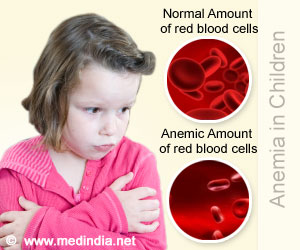 Normal Amount
of red blood cells
Anemic Amount
of red blood cells
Anemia in Children
www.medindia.net